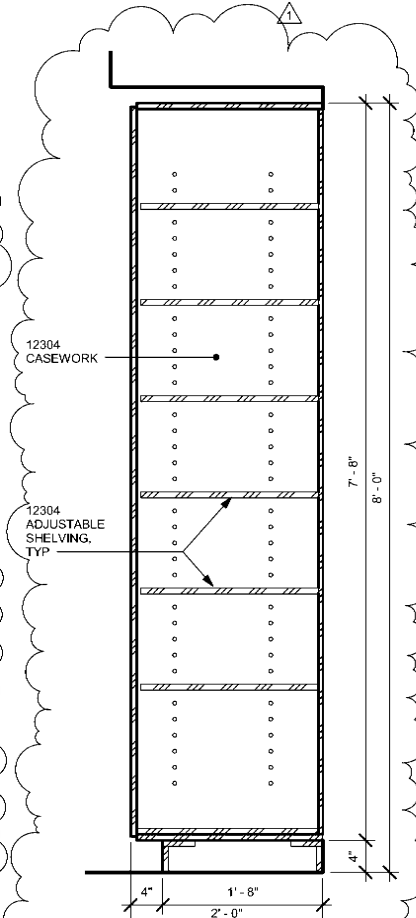 1
12304
CASEWORK
12304
ADJUSTABLE
SHELVING,
TYP
7' - 8"
8' - 0"
4"
4"
1' - 8"
2' - 0"